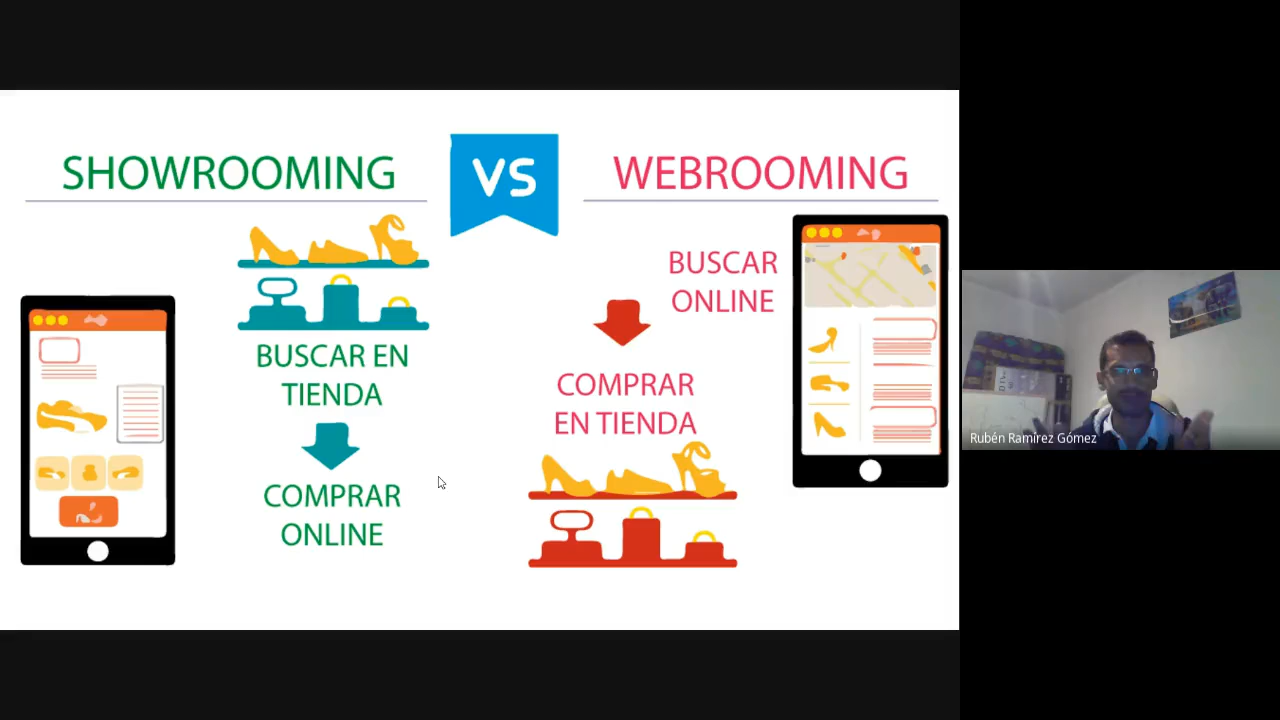 SHOWROOMING
VS
WEBROOMING
BUSCAR EN
TIENDA
COMPRAR
ONLINE
BUSCAR
ONLINE
COMPRAR
EN TIENDA
Rubén Ramírez Gómez